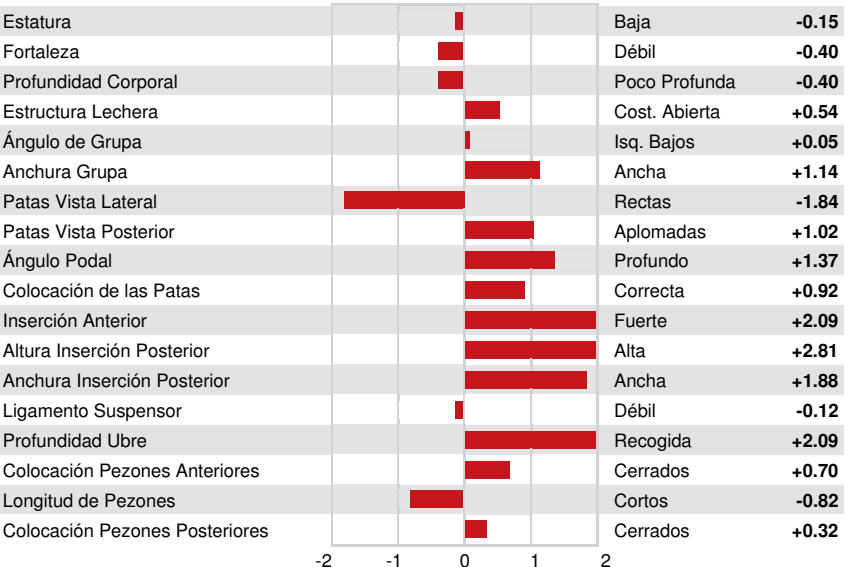 Estatura Baja -0.15
Fortaleza Débil -0.40
Profundidad Corporal Poco Profunda -0.40
Estructura Lechera Cost. Abierta +0.54
Ángulo de Grupa Isq. Bajos +0.05
Anchura Grupa Ancha +1.14
Patas Vista Lateral Rectas -1.84
Patas Vista Posterior Aplomadas +1.02
Ángulo Podal Profundo +1.37
Colocación de las Patas Correcta +0.92
Inserción Anterior Fuerte +2.09
Altura Inserción Posterior Alta +2.81
Anchura Inserción Posterior Ancha +1.88
Ligamento Suspensor Débil -0.12
Profundidad Ubre Recogida +2.09
Colocación Pezones Anteriores Cerrados +0.70
Longitud de Pezones Cortos -0.82
Colocación Pezones Posteriores Cerrados +0.32
-2 -1 0 1 2